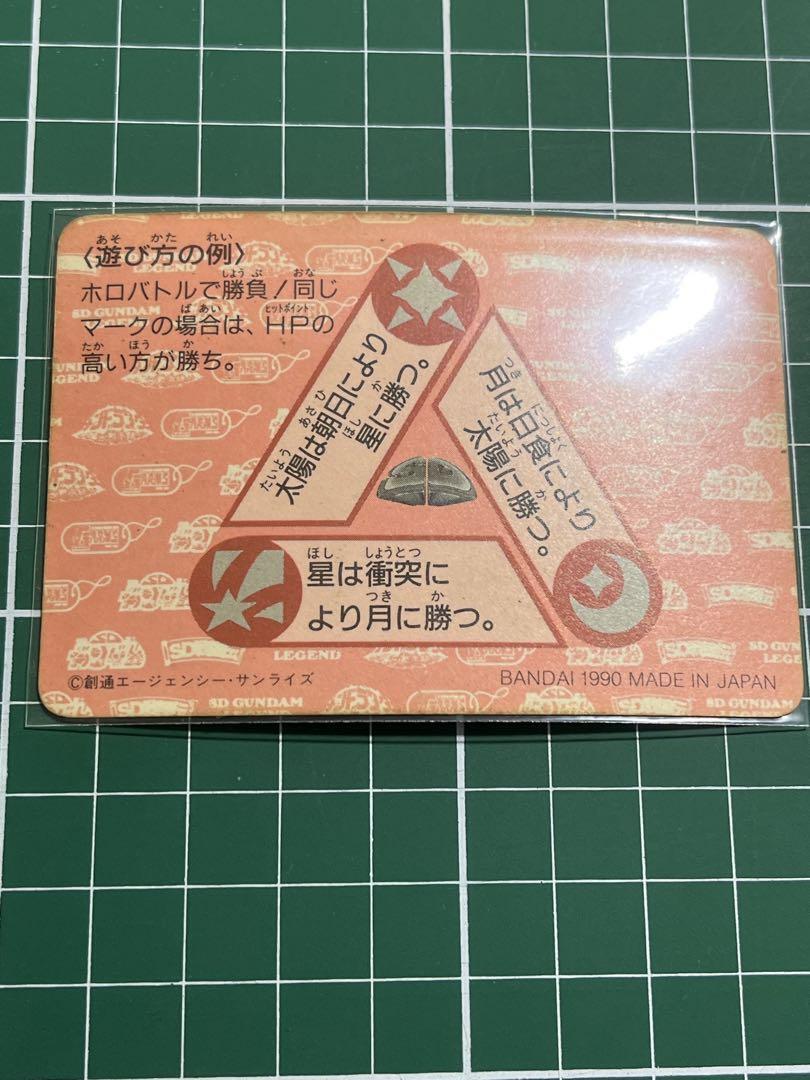 〈遊び方の例〉
ホロバトルで勝負!同じ
マークの場合は、HPの
高い方が勝ち。
太陽は朝日により
星に勝つ。
月は日食により
太陽に勝つ。
星は衝突に
より月に勝つ。
©創通エージェンシー・サンライズ
BANDAI 1990 MADE IN JAPAN
SD GUNDAM
LEGEND